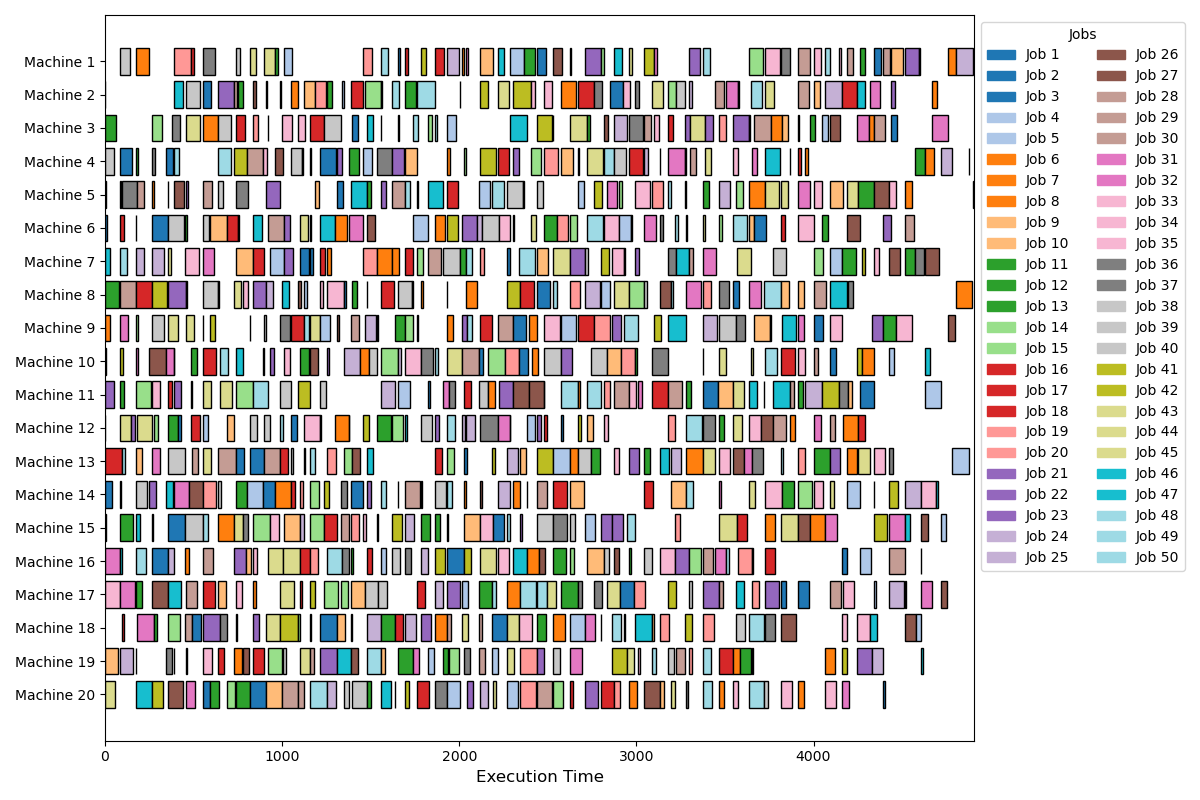 Machine 1
Machine 2
Machine 3
Machine 4
Machine 5
Machine 6
Machine 7
Machine 8
Machine 9
Machine 10
Machine 11
Machine 12
Machine 13
Machine 14
Machine 15
Machine 16
Machine 17
Machine 18
Machine 19
Machine 20
0 1000 2000 3000 4000
Execution Time
Jobs
Job 1
Job 2
Job 3
Job 4
Job 5
Job 6
Job 7
Job 8
Job 9
Job 10
Job 11
Job 12
Job 13
Job 14
Job 15
Job 16
Job 17
Job 18
Job 19
Job 20
Job 21
Job 22
Job 23
Job 24
Job 25
Job 26
Job 27
Job 28
Job 29
Job 30
Job 31
Job 32
Job 33
Job 34
Job 35
Job 36
Job 37
Job 38
Job 39
Job 40
Job 41
Job 42
Job 43
Job 44
Job 45
Job 46
Job 47
Job 48
Job 49
Job 50